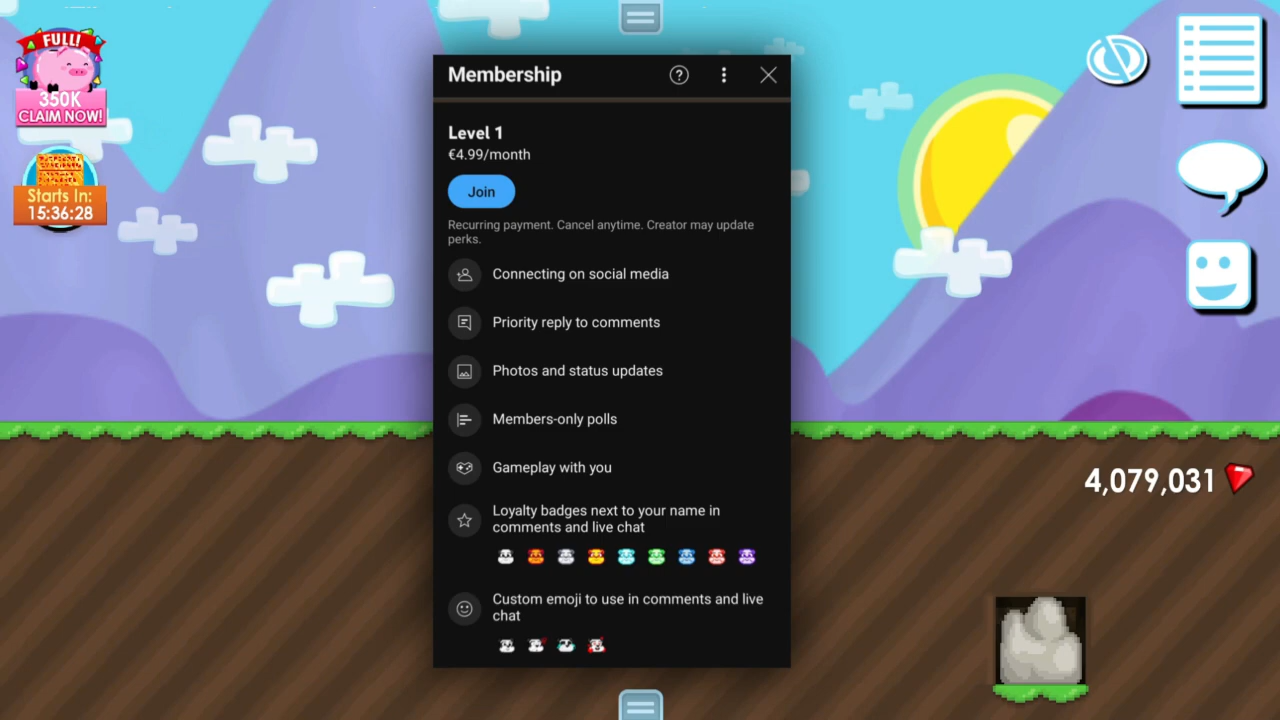 FULL!
350K
CLAIM NOW!
Starts In:
15:36:28
Membership
Level 1
€4.99/month
Join
Recurring payment. Cancel anytime. Creator may update
perks.
Connecting on social media
Priority reply to comments
Photos and status updates
Members-only polls
Gameplay with you
Loyalty badges next to your name in
comments and live chat
Custom emoji to use in comments and live
chat
4,079,031